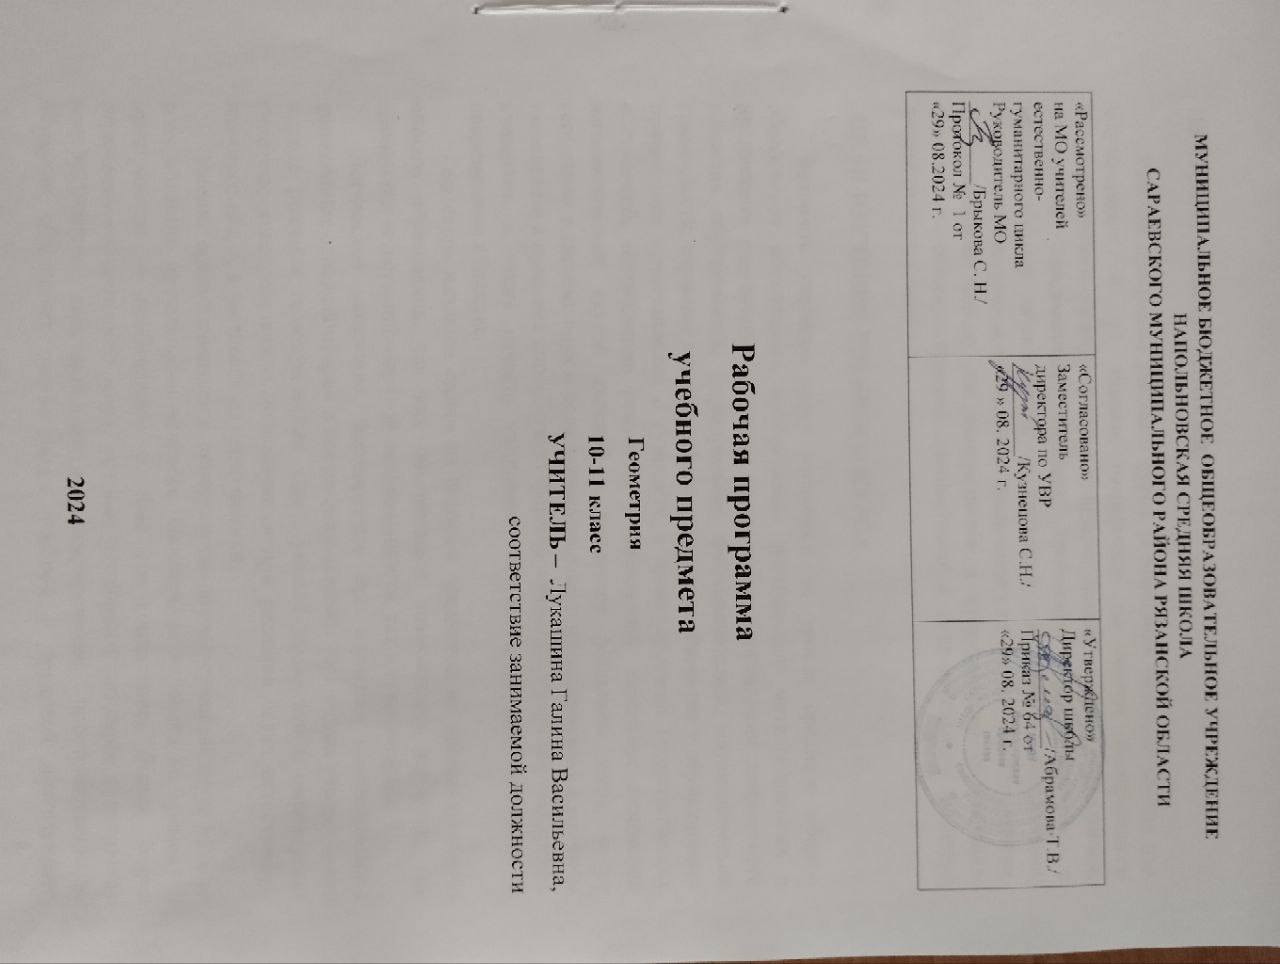 МУНИЦИПАЛЬНОЕ БЮДЖЕТНОЕ ОБЩЕОБРАЗОВАТЕЛЬНОЕ УЧРЕЖДЕНИЕ
НАПОЛЬНОВСКАЯ СРЕДНЯЯ ШКОЛА
САРАЕВСКОГО МУНИЦИПАЛЬНОГО РАЙОНА РЯЗАНСКОЙ ОБЛАСТИ
«Рассмотрено»
на МО учителей
естественно-
гуманитарного цикла
Руководитель МО
/Брыкова С. Н./
Протокол № 1 от
«29» 08.2024 г.
«Согласовано»
Заместитель
директора по УВР
/Кузнецова С.Н./
«29 » 08. 2024 г.
«Утверждено»
Директор школы
/Абрамова Т.В./
Приказ № 64 от
«29» 08. 2024 г.
Рабочая программа
учебного предмета
Геометрия
10-11 класс
УЧИТЕЛЬ – Лукашина Галина Васильевна,
соответствие занимаемой должности
2024